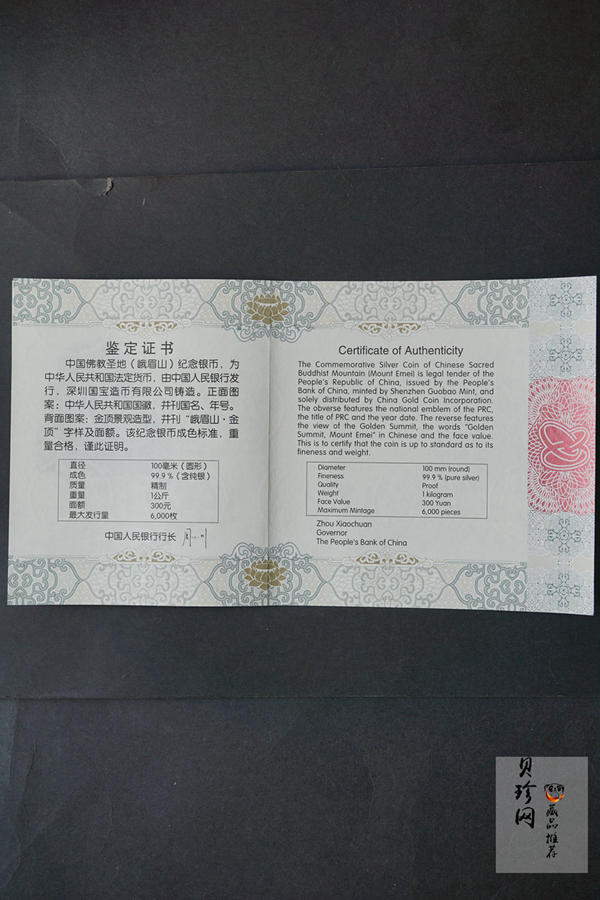 鉴定证书
中国佛教圣地（峨眉山）纪念银币，为
中华人民共和国法定货币，由中国人民银行发
行，深圳国宝造币有限公司铸造。正面图
案：中华人民共和国国徽，并刊国名、年号。
背面图案：金顶景观造型，并刊“峨眉山·金
顶”字样及面额。该纪念银币成色标准，重
量合格，谨此证明。
直径 100毫米（圆形）
成色 99.9％（含纯银）
质量 精制
重量 1公斤
面额 300元
最大发行量 6,000枚
中国人民银行行长
Certificate of Authenticity
The Commemorative Silver Coin of Chinese Sacred
Buddhist Mountain (Mount Emei) is legal tender of the
People's Republic of China, issued by the People's
Bank of China, minted by Shenzhen Guobao Mint, and
solely distributed by China Gold Coin Incorporation.
The obverse features the national emblem of the PRC,
the title of PRC and the year date. The reverse features
the view of the Golden Summit, the words "Golden
Summit, Mount Emei" in Chinese and the face value.
This is to certify that the coin is up to standard as to its
fineness and weight.
Diameter 100 mm (round)
Fineness 99.9 % (pure silver)
Quality Proof
Weight 1 kilogram
Face Value 300 Yuan
Maximum Mintage 6,000 pieces
Zhou Xiaochuan
Governor
The People's Bank of China
贝珍网
藏品推荐